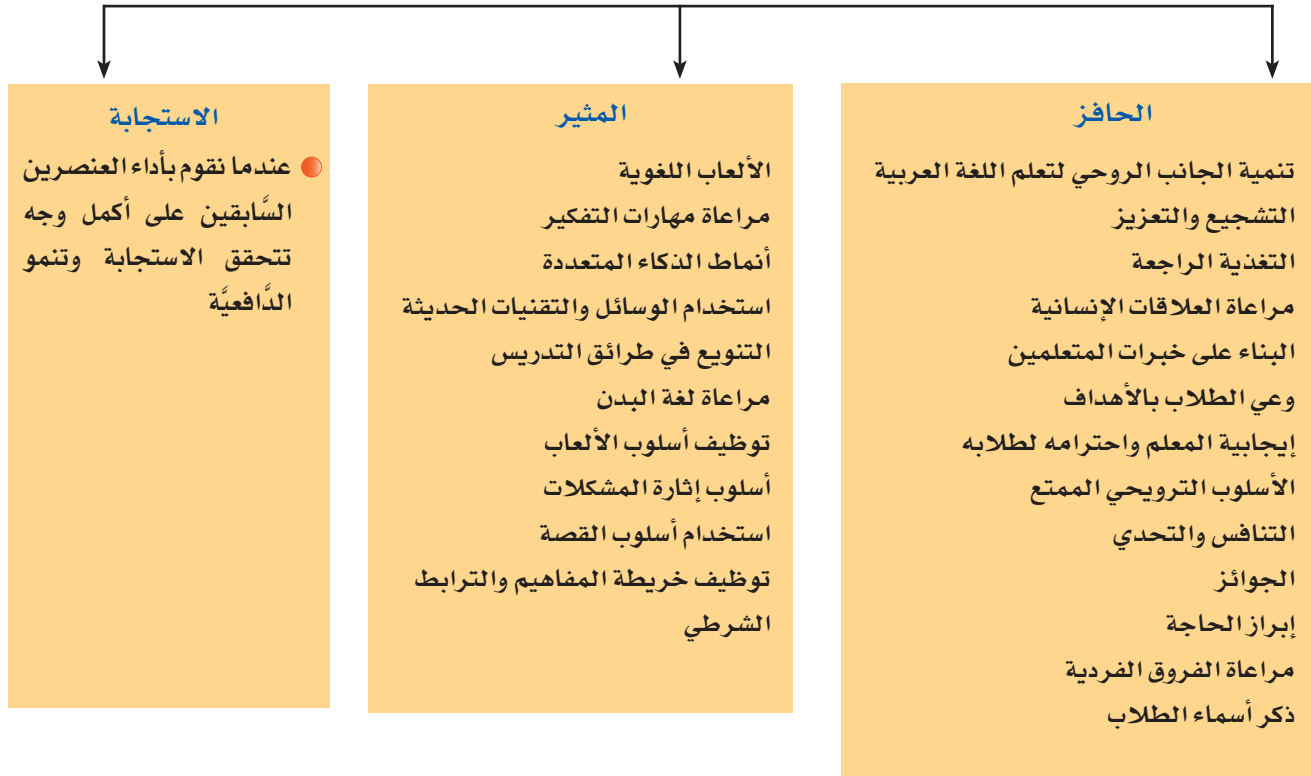 الحافز
تنمية الجانب الروحي لتعلم اللغة العربية
التشجيع والتعزيز
التغذية الراجعة
مراعاة العلاقات الإنسانية
البناء على خبرات المتعلمين
وعي الطلاب بالأهداف
إيجابية المعلم واحترامه لطلابه
الأسلوب الترويحي الممتع
التنافس والتحدي
الجوائز
إبراز الحاجة
مراعاة الفروق الفردية
ذكر أسماء الطلاب
المثير
الألعاب اللغوية
مراعاة مهارات التفكير
أنماط الذكاء المتعددة
استخدام الوسائل والتقنيات الحديثة
التنويع في طرائق التدريس
مراعاة لغة البدن
توظيف أسلوب الألعاب
أسلوب إثارة المشكلات
استخدام أسلوب القصة
توظيف خريطة المفاهيم والترابط
الشرطي
الاستجابة
عندما نقوم بأداء العنصرين
السَّابقين على أكمل وجه
تتحقق الاستجابة وتنمو
الدَّافعيَّة